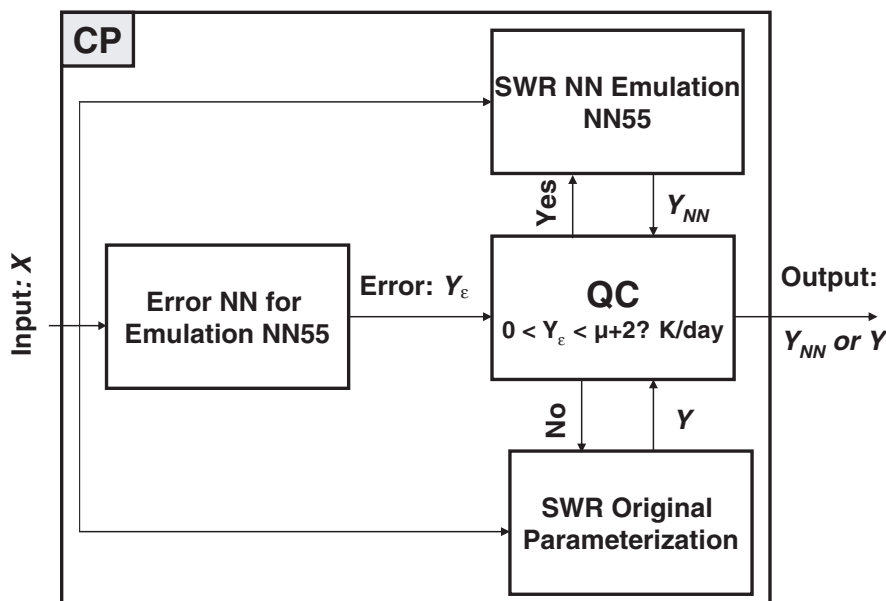 CP
SWR NN Emulation
NN55
Yes
Y_NN
Input: X
Error NN for
Emulation NN55
Error: Y_ε
QC
0 < Y_ε < μ+2? K/day
Output:
Y_NN or Y
No
Y
SWR Original
Parameterization